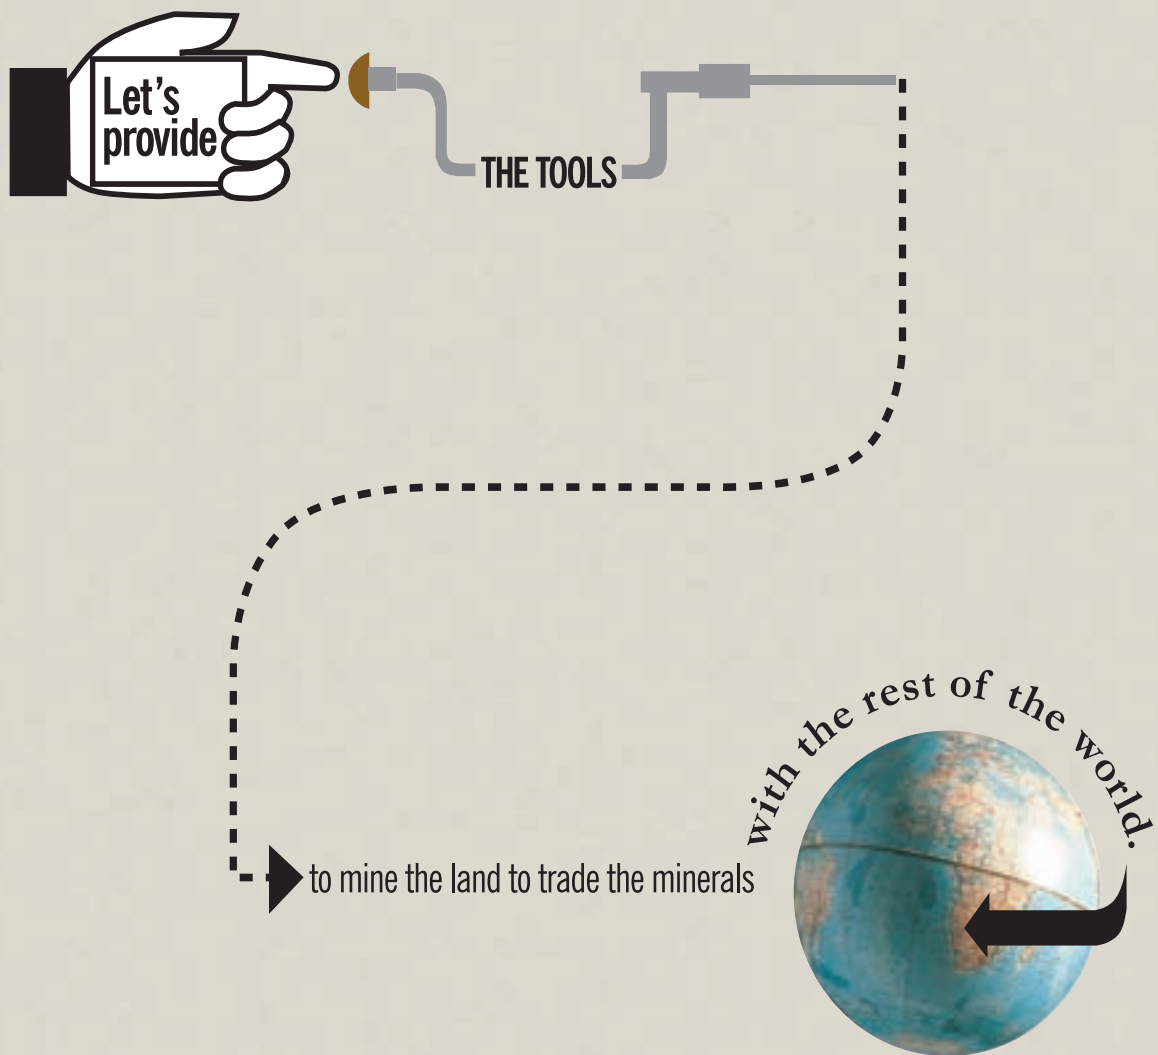 Let's
provide
THE TOOLS
to mine the land to trade the minerals
with the rest of the world.